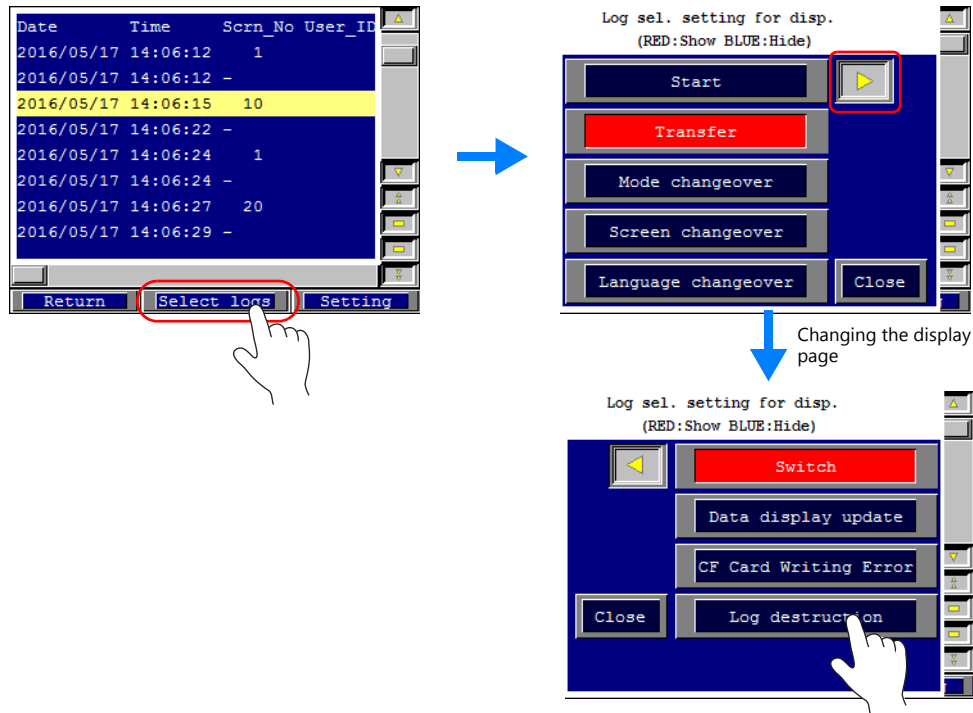 Date Time Scrn_No User_ID
2016/05/17 14:06:12 1
2016/05/17 14:06:12 -
2016/05/17 14:06:15 10
2016/05/17 14:06:22 -
2016/05/17 14:06:24 1
2016/05/17 14:06:24 -
2016/05/17 14:06:27 20
2016/05/17 14:06:29 -
Return Select logs Setting
Log sel. setting for disp.
(RED:Show BLUE:Hide)
Start
Transfer
Mode changeover
Screen changeover
Language changeover Close
Changing the display
page
Log sel. setting for disp.
(RED:Show BLUE:Hide)
Switch
Data display update
CF Card Writing Error
Close Log destruction